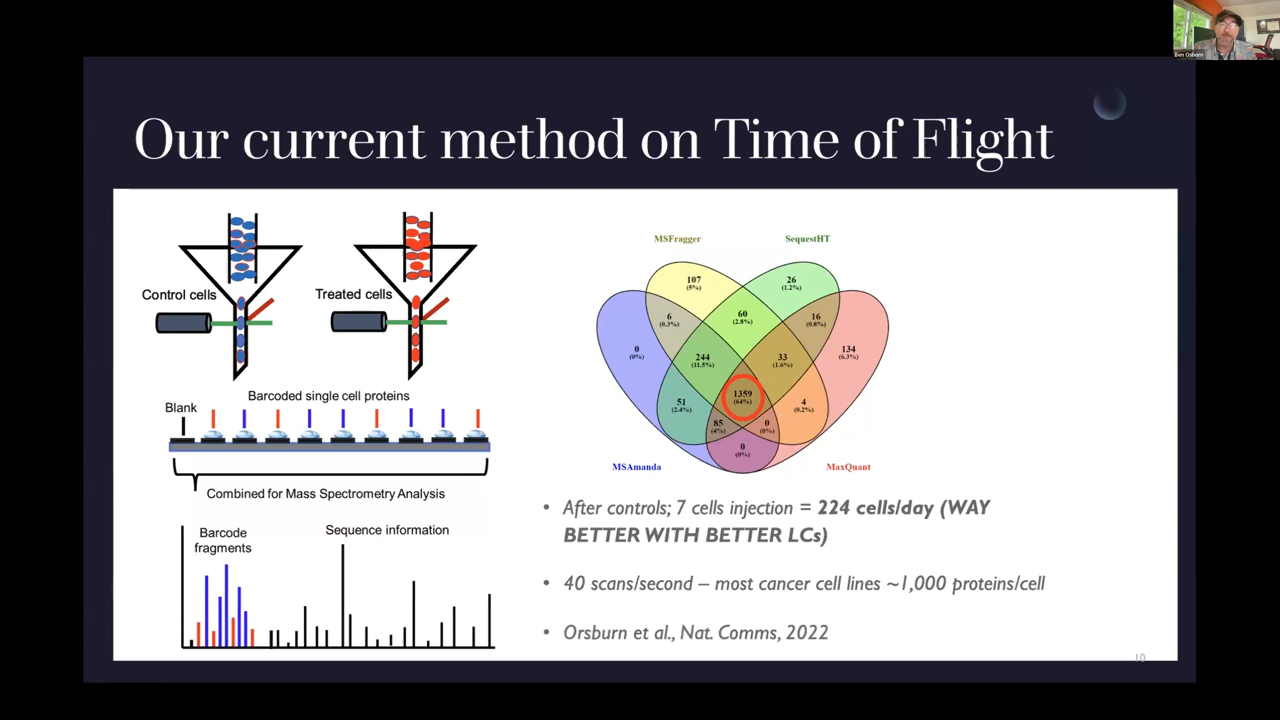 Ben Orsburn
Our current method on Time of Flight
Control cells
Treated cells
Barcoded single cell proteins
Blank
Combined for Mass Spectrometry Analysis
Barcode
fragments
Sequence information
MSFragger
SequestHT
107
(5%)
26
(1.2%)
6
(0.3%)
60
(2.8%)
16
(0.8%)
0
(0%)
244
(11.5%)
33
(1.6%)
134
(6.3%)
51
(2.4%)
1359
(64%)
4
(0.2%)
85
(4%)
0
(0%)
0
(0%)
MSAmanda
MaxQuant
• After controls; 7 cells injection = 224 cells/day (WAY
BETTER WITH BETTER LCs)
• 40 scans/second – most cancer cell lines ~1,000 proteins/cell
• Orsburn et al., Nat. Comms, 2022
10